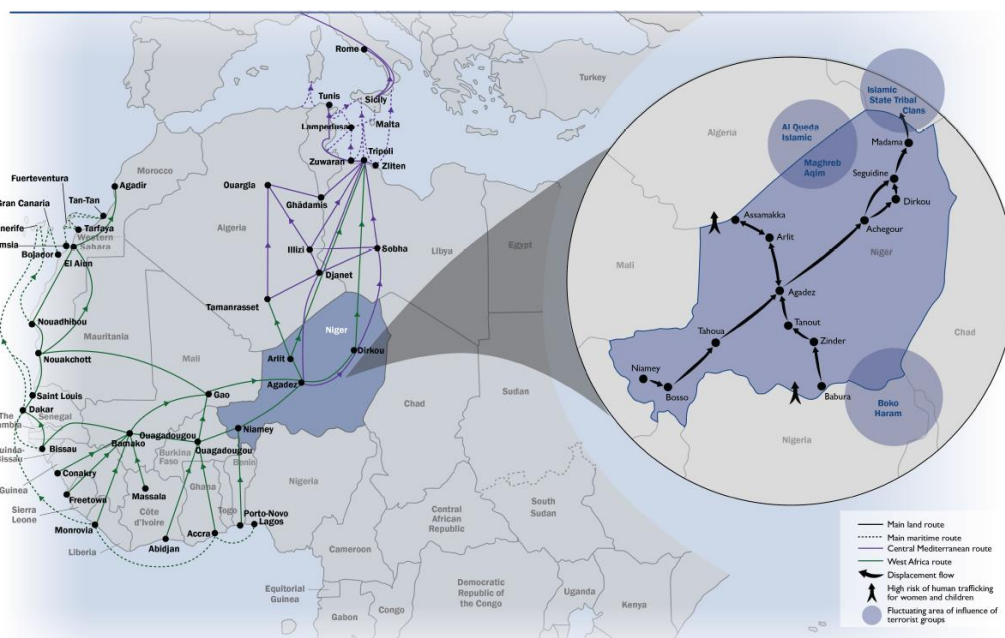 Rome
Turkey
Tunis
Sicily
Lampedusa
Malta
Zuwaran
Tripoli
Zliten
Morocco
Fuerteventura
Agadir
Gran Canaria
Tan-Tan
Tarfaya
Western
Sahara
Bojador
El Aiun
Ouargla
Ghādamis
Algeria
Illizi
Sobha
Libya
Egypt
Djanet
Tamanrasset
Nouadhibou
Mauritania
Niger
Nouakchott
Mali
Arlit
Dirkou
Agadez
Gao
Saint Louis
Dakar
Senegal
The
Chad
Sudan
Niamey
Bissau
Bamako
Ouagadougou
Ouagadougou
Burkina
Faso
Benin
Conakry
Guinea
Freetown
Massala
Ghana
Nigeria
Sierra
Leone
Côte
d'Ivoire
Togo
Porto-Novo
Lagos
Monrovia
Accra
Liberia
Abidjan
South
Sudan
Central
African
Republic
Cameroon
Equitorial
Guinea
Gabon
Congo
Democratic
Republic of
the Congo
Uganda
Kenya
Islamic
State Tribal
Clans
Algeria
Al Queda
Islamic
Maghreb
Aqim
Madama
Seguidine
Dirkou
Assamakka
Achegour
Arlit
Niger
Mali
Agadez
Tanout
Tahoua
Zinder
Chad
Niamey
Bosso
Babura
Boko
Haram
Nigeria
Main land route
Main maritime route
Central Mediterranean route
West Africa route
Displacement flow
High risk of human trafficking
for women and children
Fluctuating area of influence of
terrorist groups